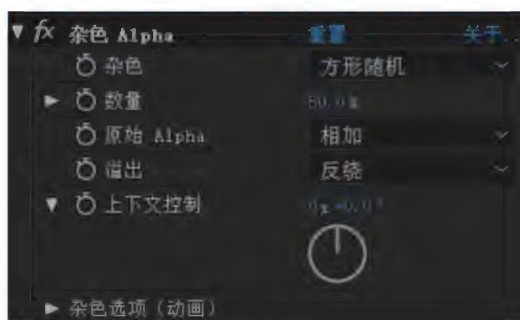 fx 杂色 Alpha 重置 关于...
杂色 方形随机
数量 50.0%
原始 Alpha 相加
溢出 反绕
上下文控制 0x+0.0°
杂色选项（动画）